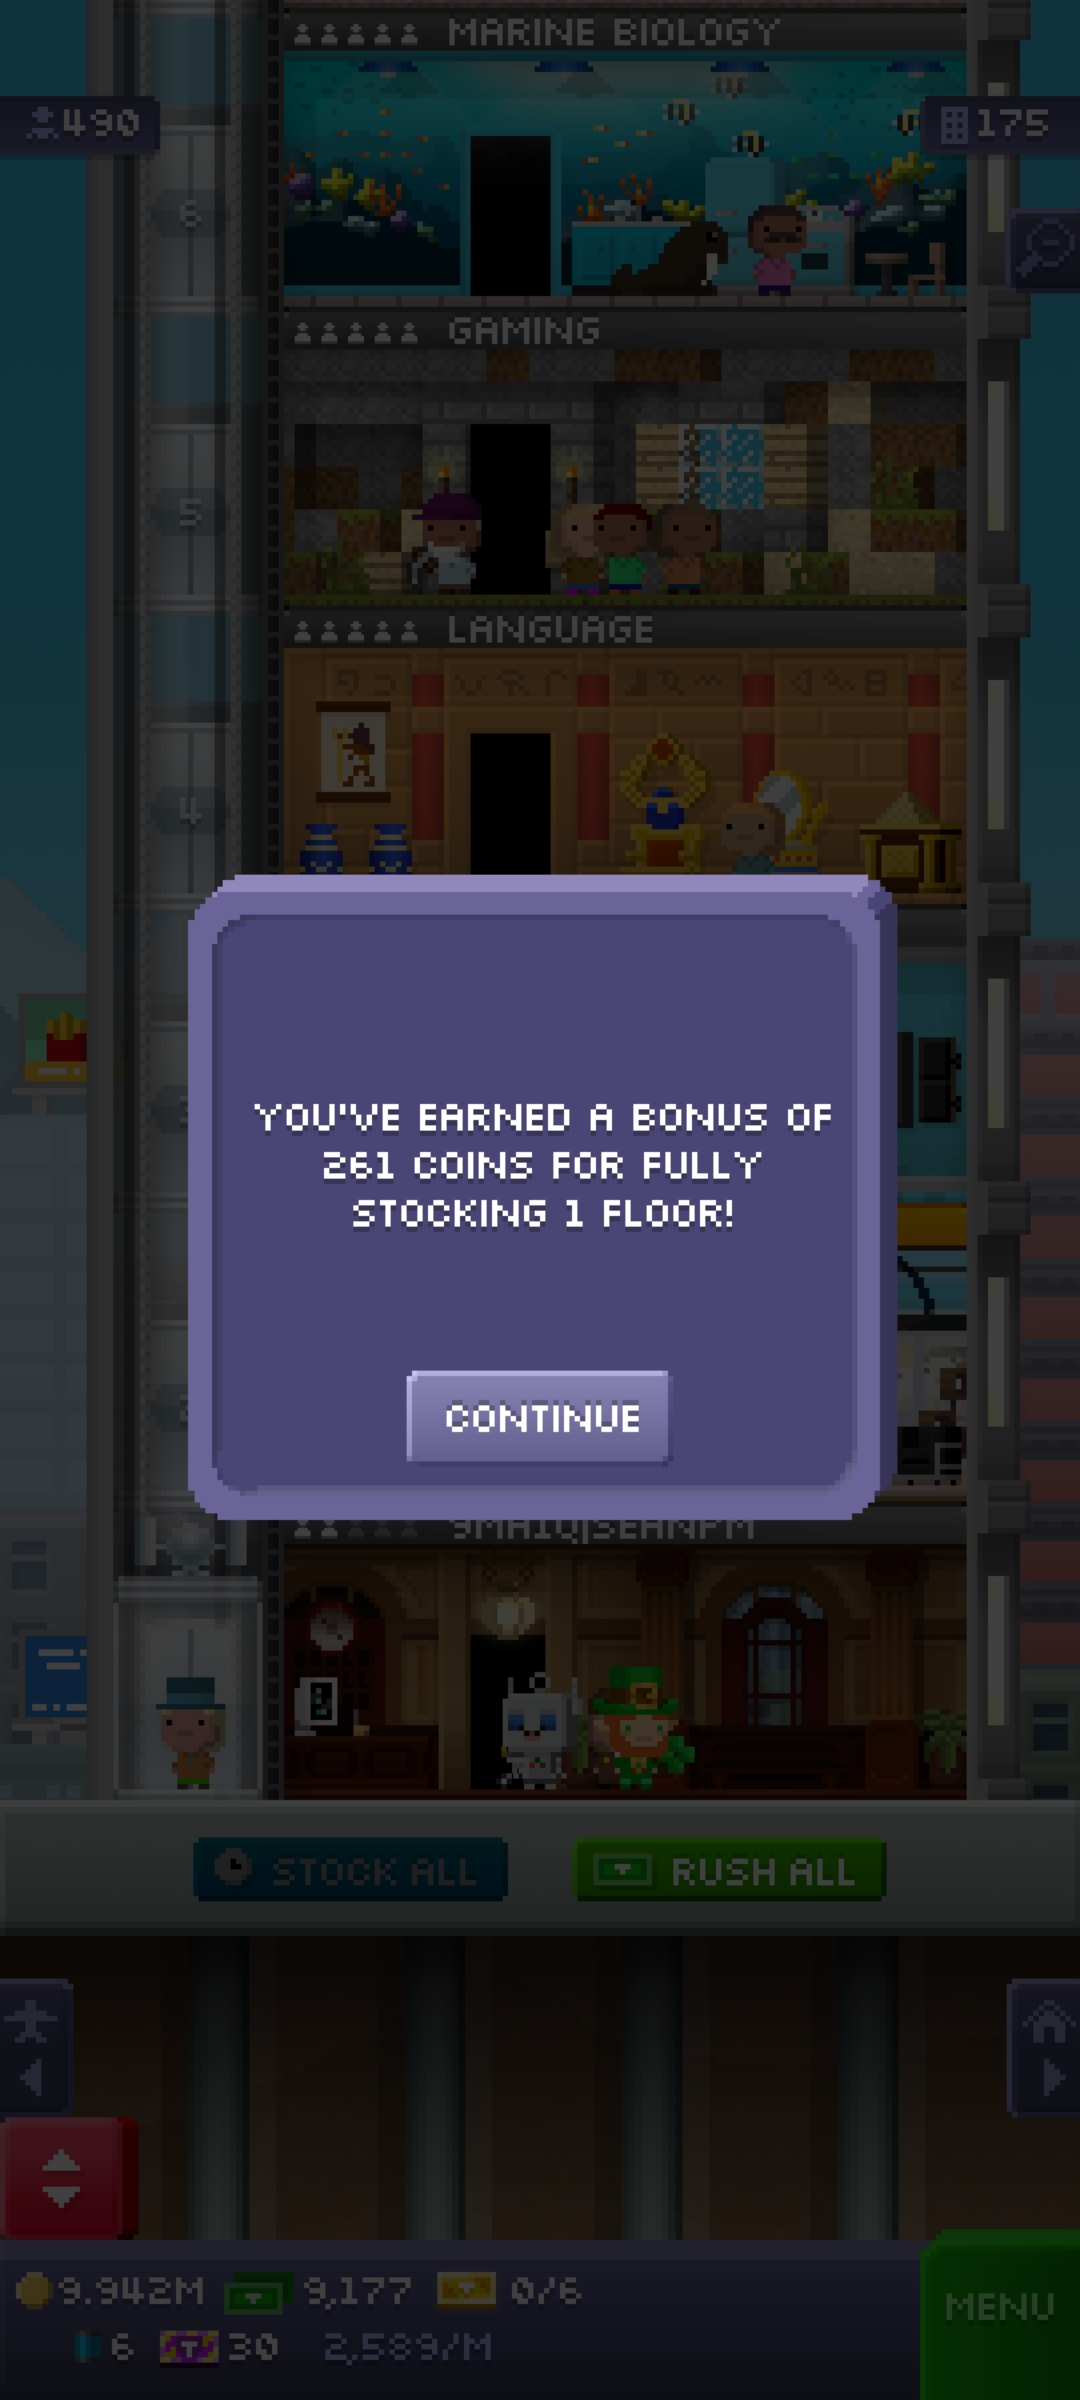 MARINE BIOLOGY
490
175
6
GAMING
5
LANGUAGE
4
YOU'VE EARNED A BONUS OF
261 COINS FOR FULLY
STOCKING 1 FLOOR!
CONTINUE
STOCK ALL
RUSH ALL
9.942M
9,177
0/6
MENU
6
30
2,589/M